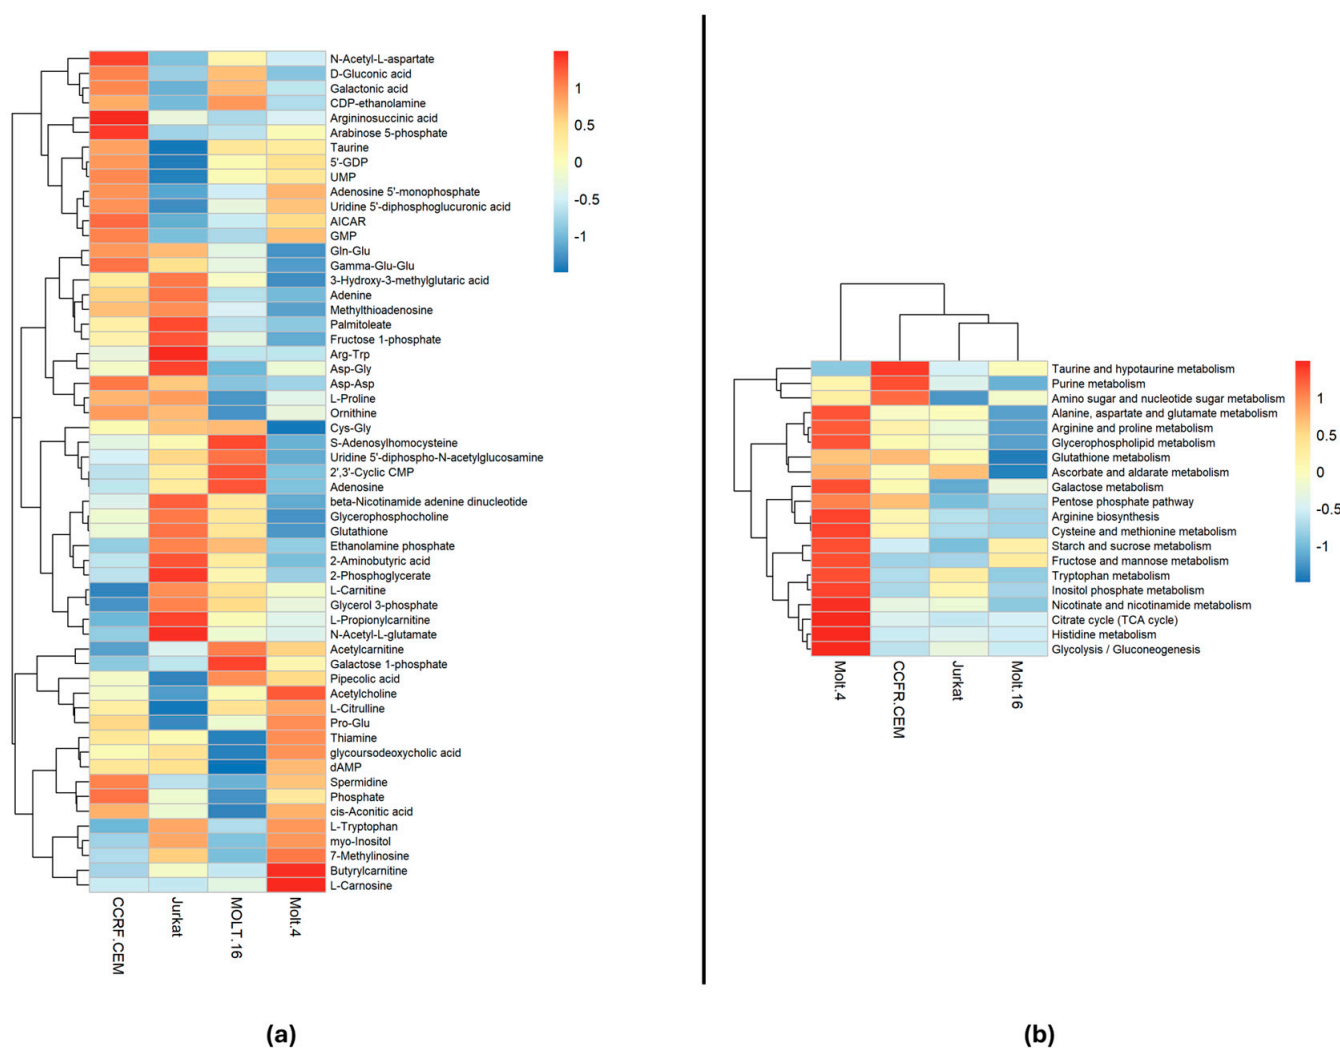 N-Acetyl-L-aspartate
D-Gluconic acid
Galactonic acid
CDP-ethanolamine
Argininosuccinic acid
Arabinose 5-phosphate
Taurine
5'-GDP
UMP
Adenosine 5'-monophosphate
Uridine 5'-diphosphoglucuronic acid
AICAR
GMP
Gln-Glu
Gamma-Glu-Glu
3-Hydroxy-3-methylglutaric acid
Adenine
Methylthioadenosine
Palmitoleate
Fructose 1-phosphate
Arg-Trp
Asp-Gly
Asp-Asp
L-Proline
Ornithine
Cys-Gly
S-Adenosylhomocysteine
Uridine 5'-diphospho-N-acetylglucosamine
2',3'-Cyclic CMP
Adenosine
beta-Nicotinamide adenine dinucleotide
Glycerophosphocholine
Glutathione
Ethanolamine phosphate
2-Aminobutyric acid
2-Phosphoglycerate
L-Carnitine
Glycerol 3-phosphate
L-Propionylcarnitine
N-Acetyl-L-glutamate
Acetylcarnitine
Galactose 1-phosphate
Pipecolic acid
Acetylcholine
L-Citrulline
Pro-Glu
Thiamine
glycoursodeoxycholic acid
dAMP
Spermidine
Phosphate
cis-Aconitic acid
L-Tryptophan
myo-Inositol
7-Methylinosine
Butyrylcarnitine
L-Carnosine
CCRF.CEM
Jurkat
MOLT.16
Molt.4
1
0.5
0
-0.5
-1
(a)
Taurine and hypotaurine metabolism
Purine metabolism
Amino sugar and nucleotide sugar metabolism
Alanine, aspartate and glutamate metabolism
Arginine and proline metabolism
Glycerophospholipid metabolism
Glutathione metabolism
Ascorbate and aldarate metabolism
Galactose metabolism
Pentose phosphate pathway
Arginine biosynthesis
Cysteine and methionine metabolism
Starch and sucrose metabolism
Fructose and mannose metabolism
Tryptophan metabolism
Inositol phosphate metabolism
Nicotinate and nicotinamide metabolism
Citrate cycle (TCA cycle)
Histidine metabolism
Glycolysis / Gluconeogenesis
Molt.4
CCFR.CEM
Jurkat
Molt.16
1
0.5
0
-0.5
-1
(b)